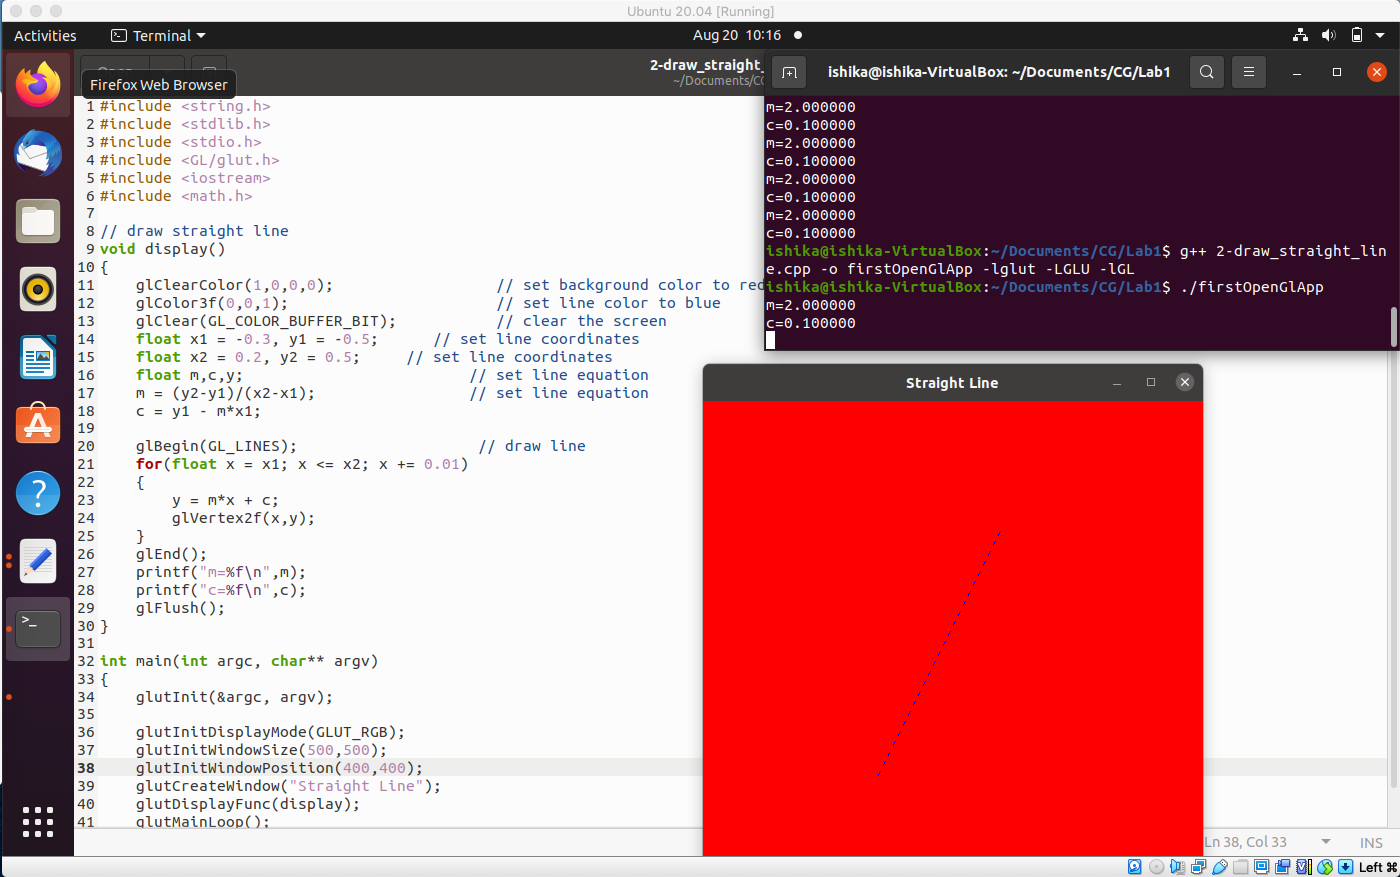 Ubuntu 20.04 [Running]
Activities
Terminal
Aug 20 10:16
2-draw_straight_
~/Documents/CG
Firefox Web Browser
1 #include <string.h>
2 #include <stdlib.h>
3 #include <stdio.h>
4 #include <GL/glut.h>
5 #include <iostream>
6 #include <math.h>
7
8 // draw straight line
9 void display()
10 {
11 glClearColor(1,0,0,0); // set background color to red
12 glColor3f(0,0,1); // set line color to blue
13 glClear(GL_COLOR_BUFFER_BIT); // clear the screen
14 float x1 = -0.3, y1 = -0.5; // set line coordinates
15 float x2 = 0.2, y2 = 0.5; // set line coordinates
16 float m,c,y; // set line equation
17 m = (y2-y1)/(x2-x1); // set line equation
18 c = y1 - m*x1;
19
20 glBegin(GL_LINES); // draw line
21 for(float x = x1; x <= x2; x += 0.01)
22 {
23 y = m*x + c;
24 glVertex2f(x,y);
25 }
26 glEnd();
27 printf("m=%f\n",m);
28 printf("c=%f\n",c);
29 glFlush();
30 }
31
32 int main(int argc, char** argv)
33 {
34 glutInit(&argc, argv);
35
36 glutInitDisplayMode(GLUT_RGB);
37 glutInitWindowSize(500,500);
38 glutInitWindowPosition(400,400);
39 glutCreateWindow("Straight Line");
40 glutDisplayFunc(display);
41 glutMainLoop();
ishika@ishika-VirtualBox: ~/Documents/CG/Lab1
m=2.000000
c=0.100000
m=2.000000
c=0.100000
m=2.000000
c=0.100000
m=2.000000
c=0.100000
ishika@ishika-VirtualBox:~/Documents/CG/Lab1$ g++ 2-draw_straight_lin
e.cpp -o firstOpenGlApp -lglut -LGLU -lGL
ishika@ishika-VirtualBox:~/Documents/CG/Lab1$ ./firstOpenGlApp
m=2.000000
c=0.100000
Straight Line
Ln 38, Col 33
INS
Left ⌘